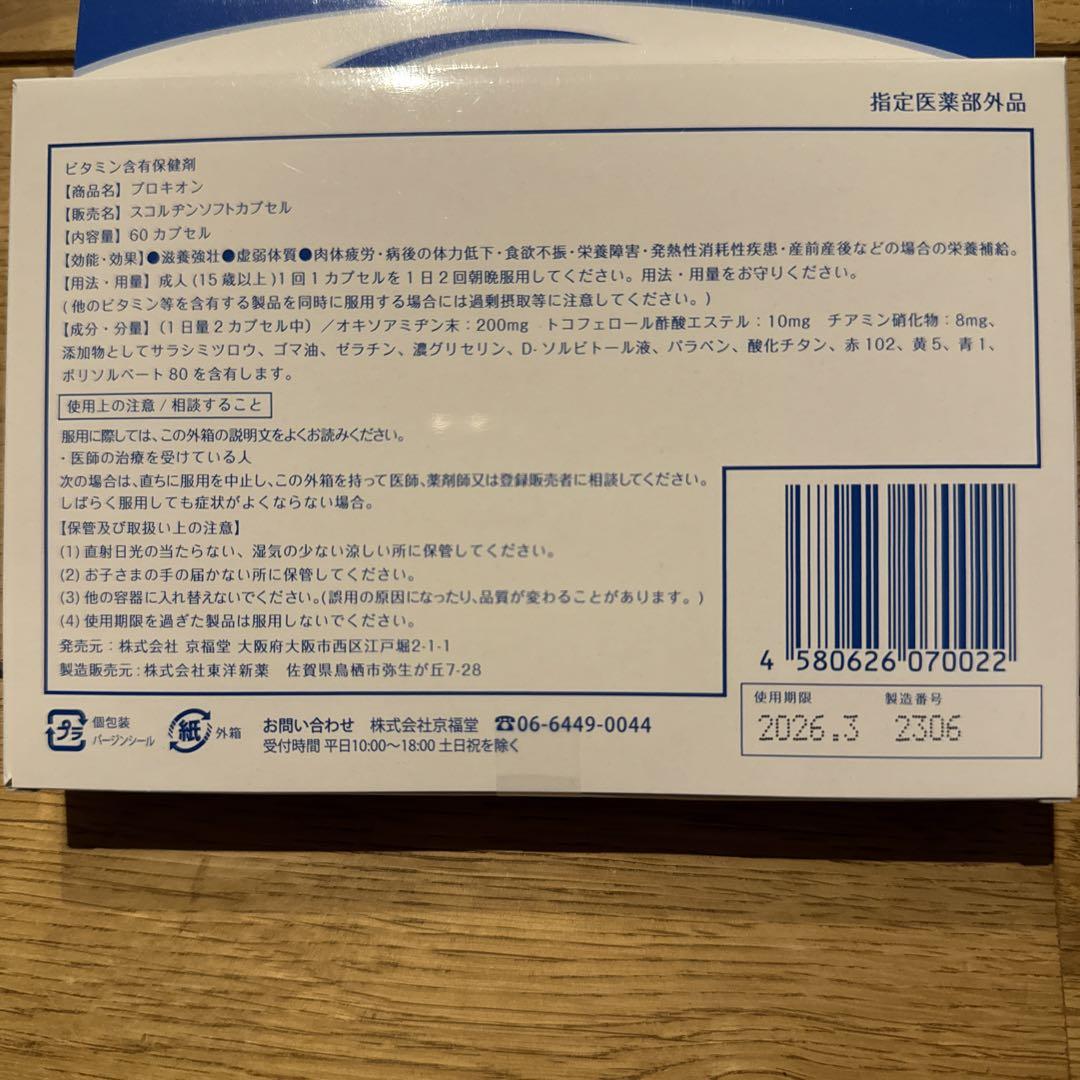 指定医薬部外品
ビタミン含有保健剤
【商品名】プロキオン
【販売名】スコルヂンソフトカプセル
【内容量】60カプセル
【効能・効果】●滋養強壮●虚弱体質●肉体疲労・病後の体力低下・食欲不振・栄養障害・発熱性消耗性疾患・産前産後などの場合の栄養補給。
【用法・用量】成人(15歳以上)1回1カプセルを1日2回朝晩服用してください。用法・用量をお守りください。
(他のビタミン等を含有する製品を同時に服用する場合には過剰摂取等に注意してください。)
【成分・分量】(1日量2カプセル中)／オキソアミヂン末：200mg トコフェロール酢酸エステル：10mg チアミン硝化物：8mg、
添加物としてサラシミツロウ、ゴマ油、ゼラチン、濃グリセリン、D-ソルビトール液、パラベン、酸化チタン、赤102、黄5、青1、
ポリソルベート80を含有します。
使用上の注意/相談すること
服用に際しては、この外箱の説明文をよくお読みください。
・医師の治療を受けている人
次の場合は、直ちに服用を中止し、この外箱を持って医師、薬剤師又は登録販売者に相談してください。
しばらく服用しても症状がよくならない場合。
【保管及び取扱い上の注意】
(1)直射日光の当たらない、湿気の少ない涼しい所に保管してください。
(2)お子さまの手の届かない所に保管してください。
(3)他の容器に入れ替えないでください。(誤用の原因になったり、品質が変わることがあります。)
(4)使用期限を過ぎた製品は服用しないでください。
発売元：株式会社 京福堂 大阪府大阪市西区江戸堀2-1-1
製造販売元：株式会社東洋新薬 佐賀県鳥栖市弥生が丘7-28
4 580626 070022
使用期限 製造番号
2026.3 2306
プラ 個包装
バージンシール
紙 外箱
お問い合わせ 株式会社京福堂 ☎06-6449-0044
受付時間 平日10:00〜18:00 土日祝を除く